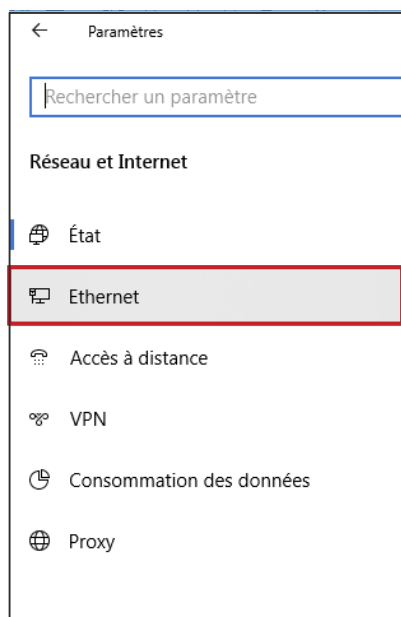 Paramètres
Rechercher un paramètre
Réseau et Internet
État
Ethernet
Accès à distance
VPN
Consommation des données
Proxy